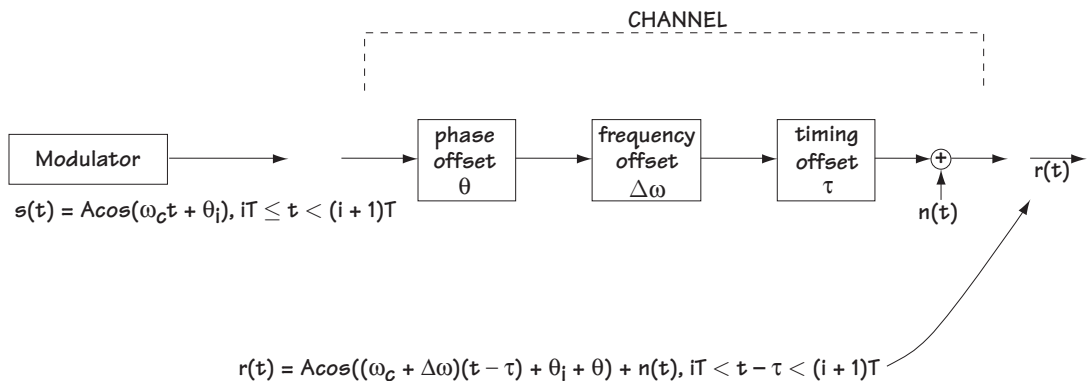 CHANNEL
Modulator
phase
offset
θ
frequency
offset
Δω
timing
offset
τ
+
r(t)
n(t)
s(t) = Acos(ω_c t + θ_i), iT ≤ t < (i + 1)T
r(t) = Acos((ω_c + Δω)(t − τ) + θ_i + θ) + n(t), iT < t − τ < (i + 1)T